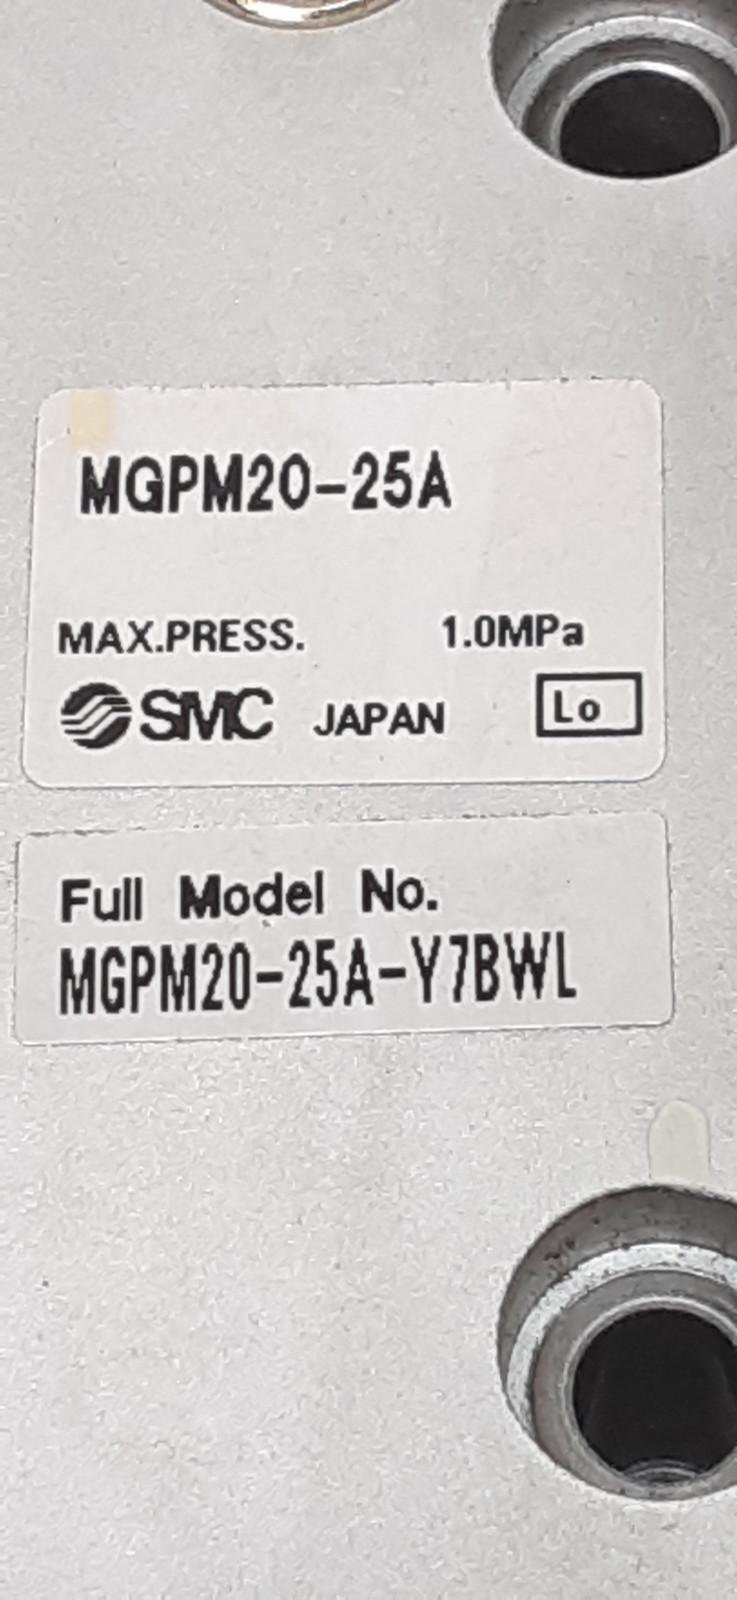 MGPM20-25A
MAX.PRESS. 1.0MPa
SMC JAPAN Lo
Full Model No.
MGPM20-25A-Y7BWL